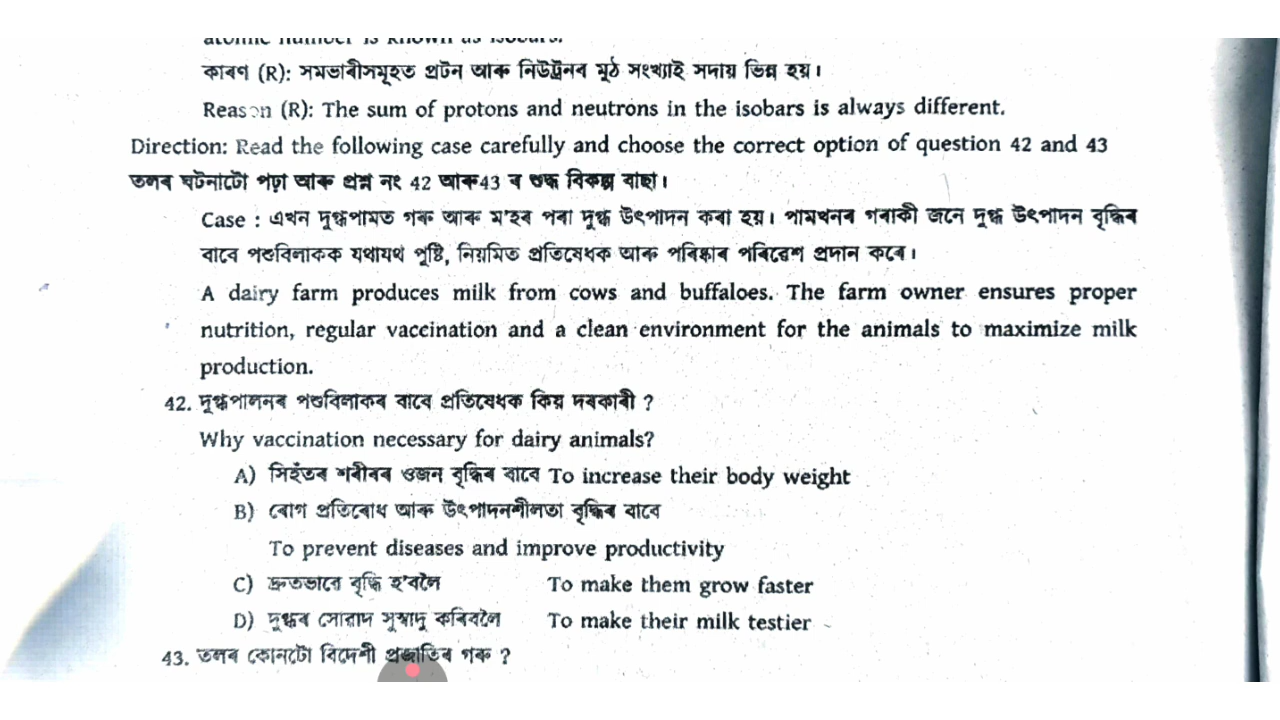 atomic number is known as isobars.
কাৰণ (R): সমভাৰীসমূহত প্ৰটন আৰু নিউট্ৰনৰ মুঠ সংখ্যাই সদায় ভিন্ন হয়।
Reason (R): The sum of protons and neutrons in the isobars is always different.
Direction: Read the following case carefully and choose the correct option of question 42 and 43
তলৰ ঘটনাটো পঢ়া আৰু প্ৰশ্ন নং 42 আৰু43 ৰ শুদ্ধ বিকল্প বাছা।
Case : এখন দুগ্ধপামত গৰু আৰু ম'হৰ পৰা দুগ্ধ উৎপাদন কৰা হয়। পামখনৰ গৰাকী জনে দুগ্ধ উৎপাদন বৃদ্ধিৰ
বাবে পশুবিলাকক যথাযথ পুষ্টি, নিয়মিত প্ৰতিষেধক আৰু পৰিষ্কাৰ পৰিৱেশ প্ৰদান কৰে।
A dairy farm produces milk from cows and buffaloes. The farm owner ensures proper
nutrition, regular vaccination and a clean environment for the animals to maximize milk
production.
42. দুগ্ধপালনৰ পশুবিলাকৰ বাবে প্ৰতিষেধক কিয় দৰকাৰী ?
Why vaccination necessary for dairy animals?
A) সিহঁতৰ শৰীৰৰ ওজন বৃদ্ধিৰ বাবে To increase their body weight
B) ৰোগ প্ৰতিৰোধ আৰু উৎপাদনশীলতা বৃদ্ধিৰ বাবে
To prevent diseases and improve productivity
C) দ্ৰুতভাৱে বৃদ্ধি হ'বলৈ To make them grow faster
D) দুগ্ধৰ সোৱাদ সুস্বাদু কৰিবলৈ To make their milk testier
43. তলৰ কোনটো বিদেশী প্ৰজাতিৰ গৰু ?